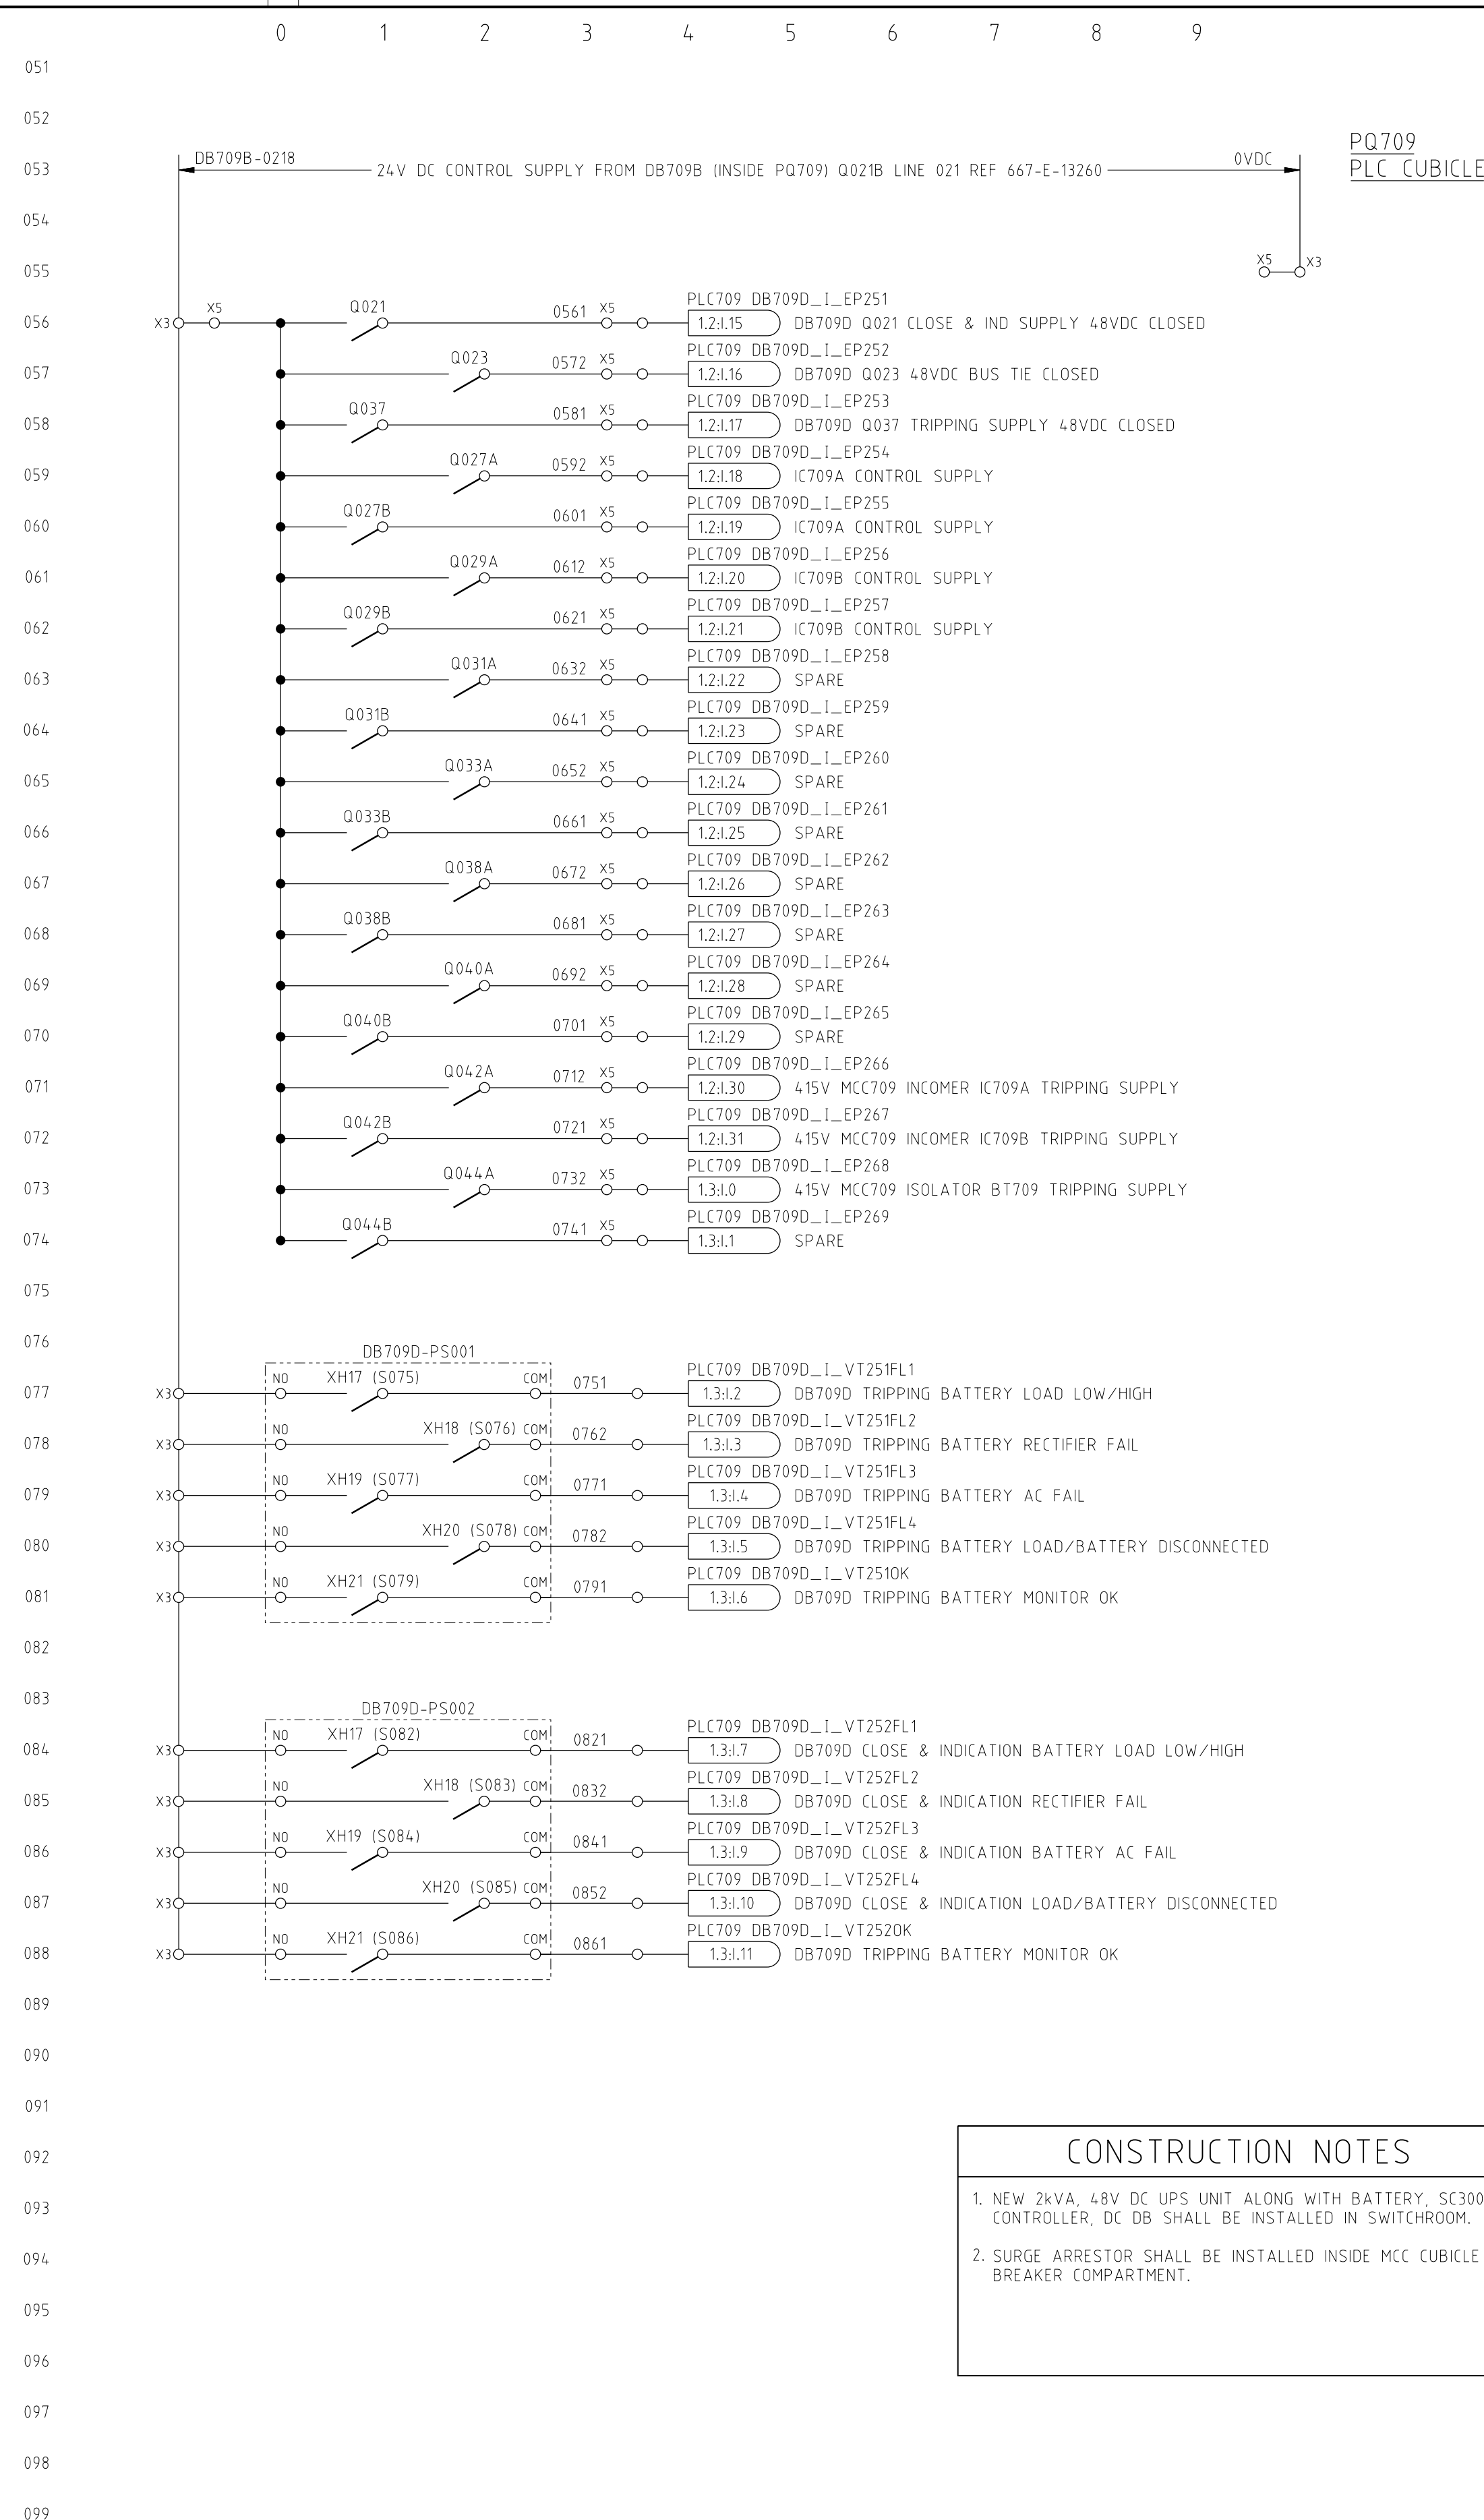 0 1 2 3 4 5 6 7 8 9
051
052
PQ709
PLC CUBICLE
053 DB709B-0218 24V DC CONTROL SUPPLY FROM DB709B (INSIDE PQ709) Q021B LINE 021 REF 667-E-13260 0VDC
054
055 X5 X3
PLC709 DB709D_I_EP251
056 X3 X5 Q021 0561 X5 1.2:I.15 DB709D Q021 CLOSE & IND SUPPLY 48VDC CLOSED
PLC709 DB709D_I_EP252
057 Q023 0572 X5 1.2:I.16 DB709D Q023 48VDC BUS TIE CLOSED
PLC709 DB709D_I_EP253
058 Q037 0581 X5 1.2:I.17 DB709D Q037 TRIPPING SUPPLY 48VDC CLOSED
PLC709 DB709D_I_EP254
059 Q027A 0592 X5 1.2:I.18 IC709A CONTROL SUPPLY
PLC709 DB709D_I_EP255
060 Q027B 0601 X5 1.2:I.19 IC709A CONTROL SUPPLY
PLC709 DB709D_I_EP256
061 Q029A 0612 X5 1.2:I.20 IC709B CONTROL SUPPLY
PLC709 DB709D_I_EP257
062 Q029B 0621 X5 1.2:I.21 IC709B CONTROL SUPPLY
PLC709 DB709D_I_EP258
063 Q031A 0632 X5 1.2:I.22 SPARE
PLC709 DB709D_I_EP259
064 Q031B 0641 X5 1.2:I.23 SPARE
PLC709 DB709D_I_EP260
065 Q033A 0652 X5 1.2:I.24 SPARE
PLC709 DB709D_I_EP261
066 Q033B 0661 X5 1.2:I.25 SPARE
PLC709 DB709D_I_EP262
067 Q038A 0672 X5 1.2:I.26 SPARE
PLC709 DB709D_I_EP263
068 Q038B 0681 X5 1.2:I.27 SPARE
PLC709 DB709D_I_EP264
069 Q040A 0692 X5 1.2:I.28 SPARE
PLC709 DB709D_I_EP265
070 Q040B 0701 X5 1.2:I.29 SPARE
PLC709 DB709D_I_EP266
071 Q042A 0712 X5 1.2:I.30 415V MCC709 INCOMER IC709A TRIPPING SUPPLY
PLC709 DB709D_I_EP267
072 Q042B 0721 X5 1.2:I.31 415V MCC709 INCOMER IC709B TRIPPING SUPPLY
PLC709 DB709D_I_EP268
073 Q044A 0732 X5 1.3:I.0 415V MCC709 ISOLATOR BT709 TRIPPING SUPPLY
PLC709 DB709D_I_EP269
074 Q044B 0741 X5 1.3:I.1 SPARE
075
076
DB709D-PS001
PLC709 DB709D_I_VT251FL1
077 X3 NO XH17 (S075) COM 0751 1.3:I.2 DB709D TRIPPING BATTERY LOAD LOW/HIGH
PLC709 DB709D_I_VT251FL2
078 X3 NO XH18 (S076) COM 0762 1.3:I.3 DB709D TRIPPING BATTERY RECTIFIER FAIL
PLC709 DB709D_I_VT251FL3
079 X3 NO XH19 (S077) COM 0771 1.3:I.4 DB709D TRIPPING BATTERY AC FAIL
PLC709 DB709D_I_VT251FL4
080 X3 NO XH20 (S078) COM 0782 1.3:I.5 DB709D TRIPPING BATTERY LOAD/BATTERY DISCONNECTED
PLC709 DB709D_I_VT251OK
081 X3 NO XH21 (S079) COM 0791 1.3:I.6 DB709D TRIPPING BATTERY MONITOR OK
082
083
DB709D-PS002
PLC709 DB709D_I_VT252FL1
084 X3 NO XH17 (S082) COM 0821 1.3:I.7 DB709D CLOSE & INDICATION BATTERY LOAD LOW/HIGH
PLC709 DB709D_I_VT252FL2
085 X3 NO XH18 (S083) COM 0832 1.3:I.8 DB709D CLOSE & INDICATION RECTIFIER FAIL
PLC709 DB709D_I_VT252FL3
086 X3 NO XH19 (S084) COM 0841 1.3:I.9 DB709D CLOSE & INDICATION BATTERY AC FAIL
PLC709 DB709D_I_VT252FL4
087 X3 NO XH20 (S085) COM 0852 1.3:I.10 DB709D CLOSE & INDICATION LOAD/BATTERY DISCONNECTED
PLC709 DB709D_I_VT252OK
088 X3 NO XH21 (S086) COM 0861 1.3:I.11 DB709D TRIPPING BATTERY MONITOR OK
089
090
091
092 CONSTRUCTION NOTES
093 1. NEW 2kVA, 48V DC UPS UNIT ALONG WITH BATTERY, SC300
CONTROLLER, DC DB SHALL BE INSTALLED IN SWITCHROOM.
094 2. SURGE ARRESTOR SHALL BE INSTALLED INSIDE MCC CUBICLE
BREAKER COMPARTMENT.
095
096
097
098
099